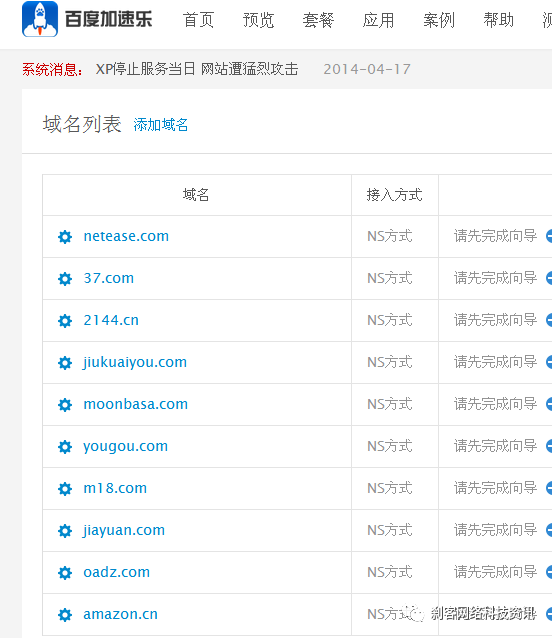 百度加速乐 首页 预览 套餐 应用 案例 帮助
系统消息： XP停止服务当日 网站遭猛烈攻击 2014-04-17
域名列表 添加域名
域名 接入方式
netease.com NS方式 请先完成向导
37.com NS方式 请先完成向导
2144.cn NS方式 请先完成向导
jiukuaiyou.com NS方式 请先完成向导
moonbasa.com NS方式 请先完成向导
yougou.com NS方式 请先完成向导
m18.com NS方式 请先完成向导
jiayuan.com NS方式 请先完成向导
oadz.com NS方式 请先完成向导
amazon.cn NS方式
刹客网络科技资讯